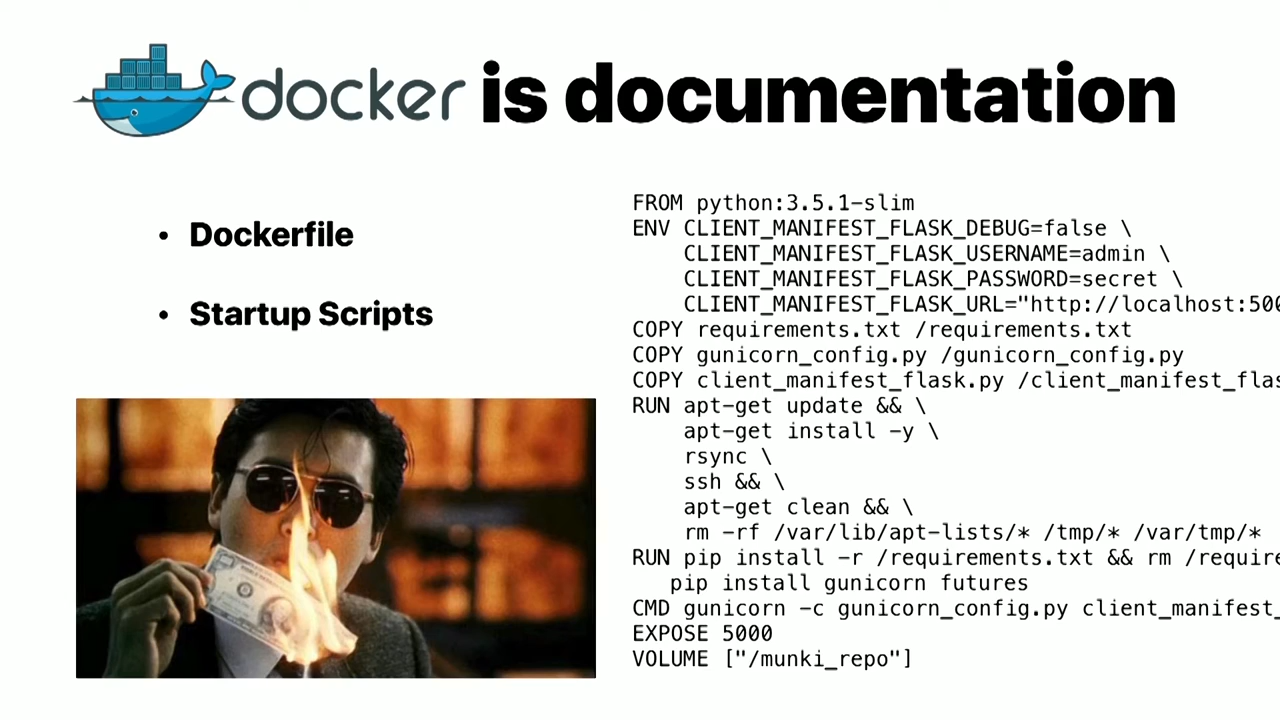 docker is documentation
• Dockerfile
• Startup Scripts
FROM python:3.5.1-slim
ENV CLIENT_MANIFEST_FLASK_DEBUG=false \
CLIENT_MANIFEST_FLASK_USERNAME=admin \
CLIENT_MANIFEST_FLASK_PASSWORD=secret \
CLIENT_MANIFEST_FLASK_URL="http://localhost:500
COPY requirements.txt /requirements.txt
COPY gunicorn_config.py /gunicorn_config.py
COPY client_manifest_flask.py /client_manifest_flas
RUN apt-get update && \
apt-get install -y \
rsync \
ssh && \
apt-get clean && \
rm -rf /var/lib/apt-lists/* /tmp/* /var/tmp/*
RUN pip install -r /requirements.txt && rm /require
pip install gunicorn futures
CMD gunicorn -c gunicorn_config.py client_manifest_
EXPOSE 5000
VOLUME ["/munki_repo"]